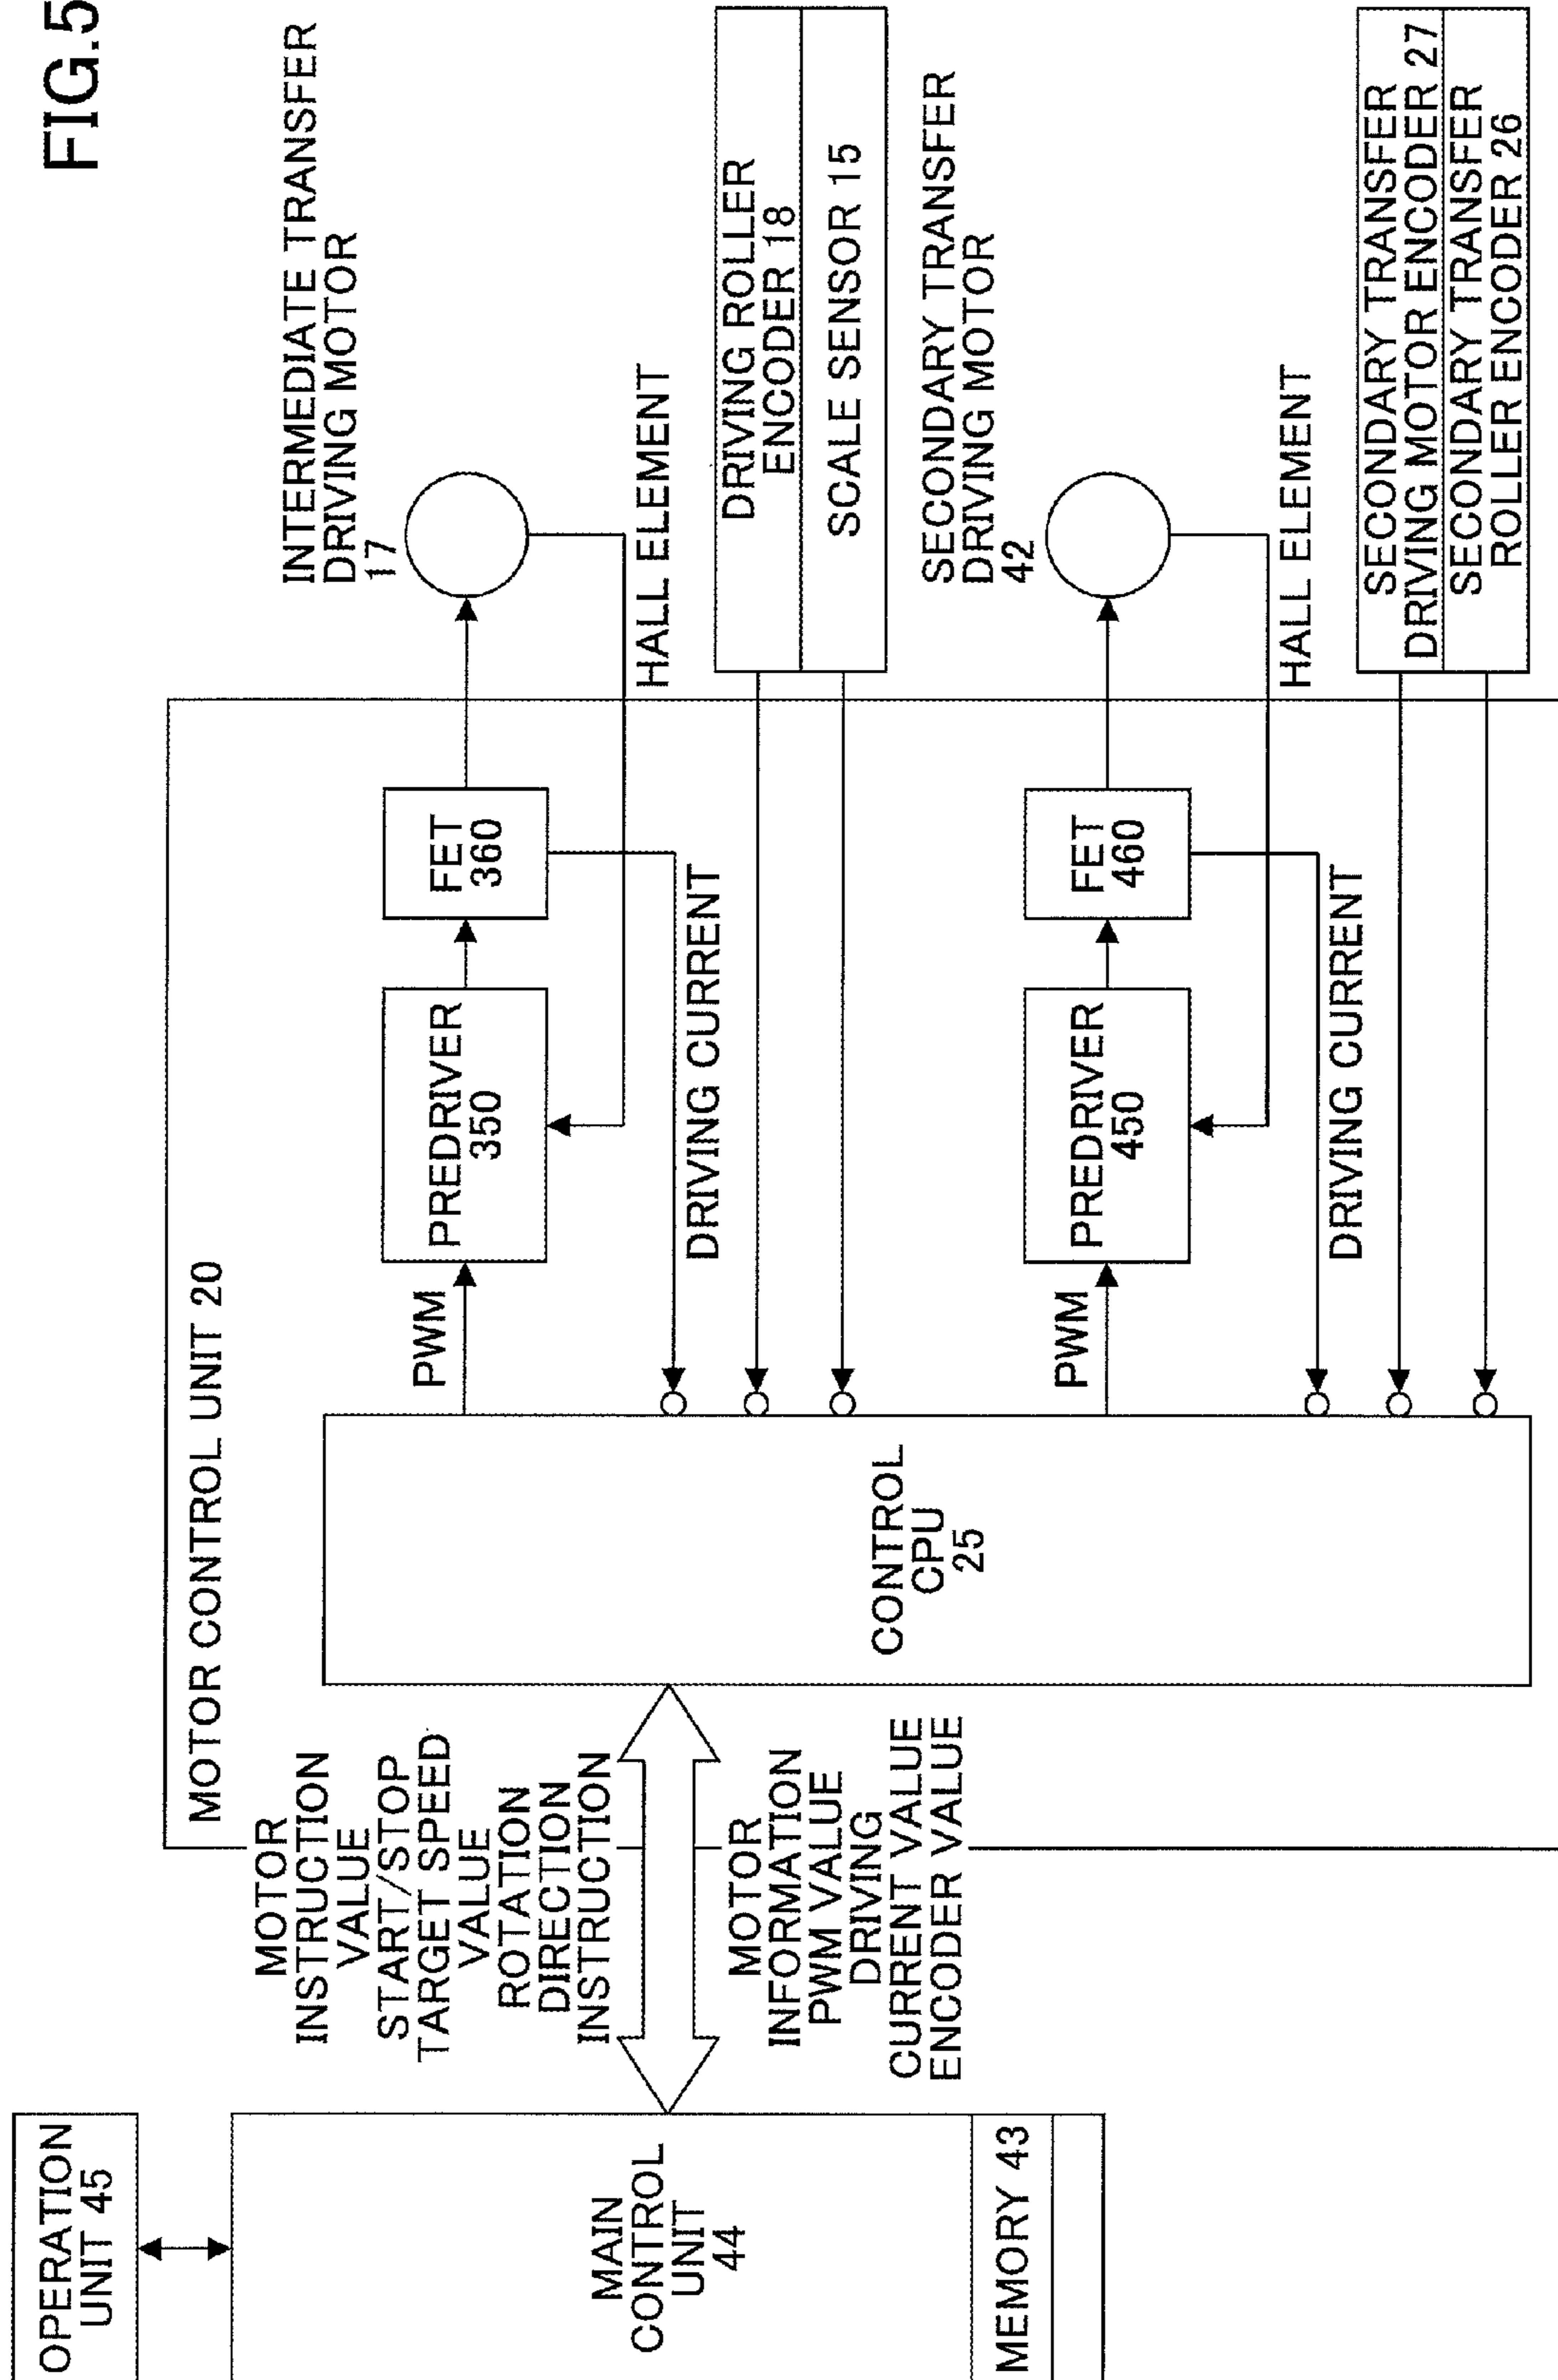 FIG.5
OPERATION
UNIT 45
MAIN
CONTROL
UNIT
44
MEMORY 43
MOTOR
INSTRUCTION
VALUE
START/STOP
TARGET SPEED
VALUE
ROTATION
DIRECTION
INSTRUCTION
MOTOR
INFORMATION
PWM VALUE
DRIVING
CURRENT VALUE
ENCODER VALUE
MOTOR CONTROL UNIT 20
CONTROL
CPU
25
PWM
PREDRIVER
350
FET
360
INTERMEDIATE TRANSFER
DRIVING MOTOR
17
HALL ELEMENT
DRIVING CURRENT
DRIVING ROLLER
ENCODER 18
SCALE SENSOR 15
PWM
PREDRIVER
450
FET
460
SECONDARY TRANSFER
DRIVING MOTOR
42
HALL ELEMENT
DRIVING CURRENT
SECONDARY TRANSFER
DRIVING MOTOR ENCODER 27
SECONDARY TRANSFER
ROLLER ENCODER 26